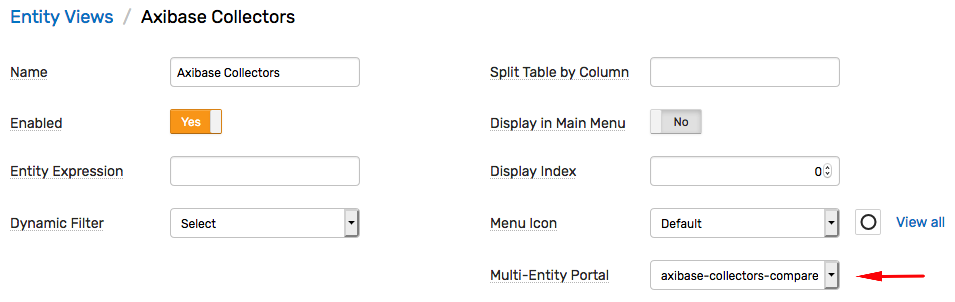 Entity Views / Axibase Collectors
Name Axibase Collectors Split Table by Column
Enabled Yes Display in Main Menu No
Entity Expression Display Index 0
Dynamic Filter Select Menu Icon Default View all
Multi-Entity Portal axibase-collectors-compare